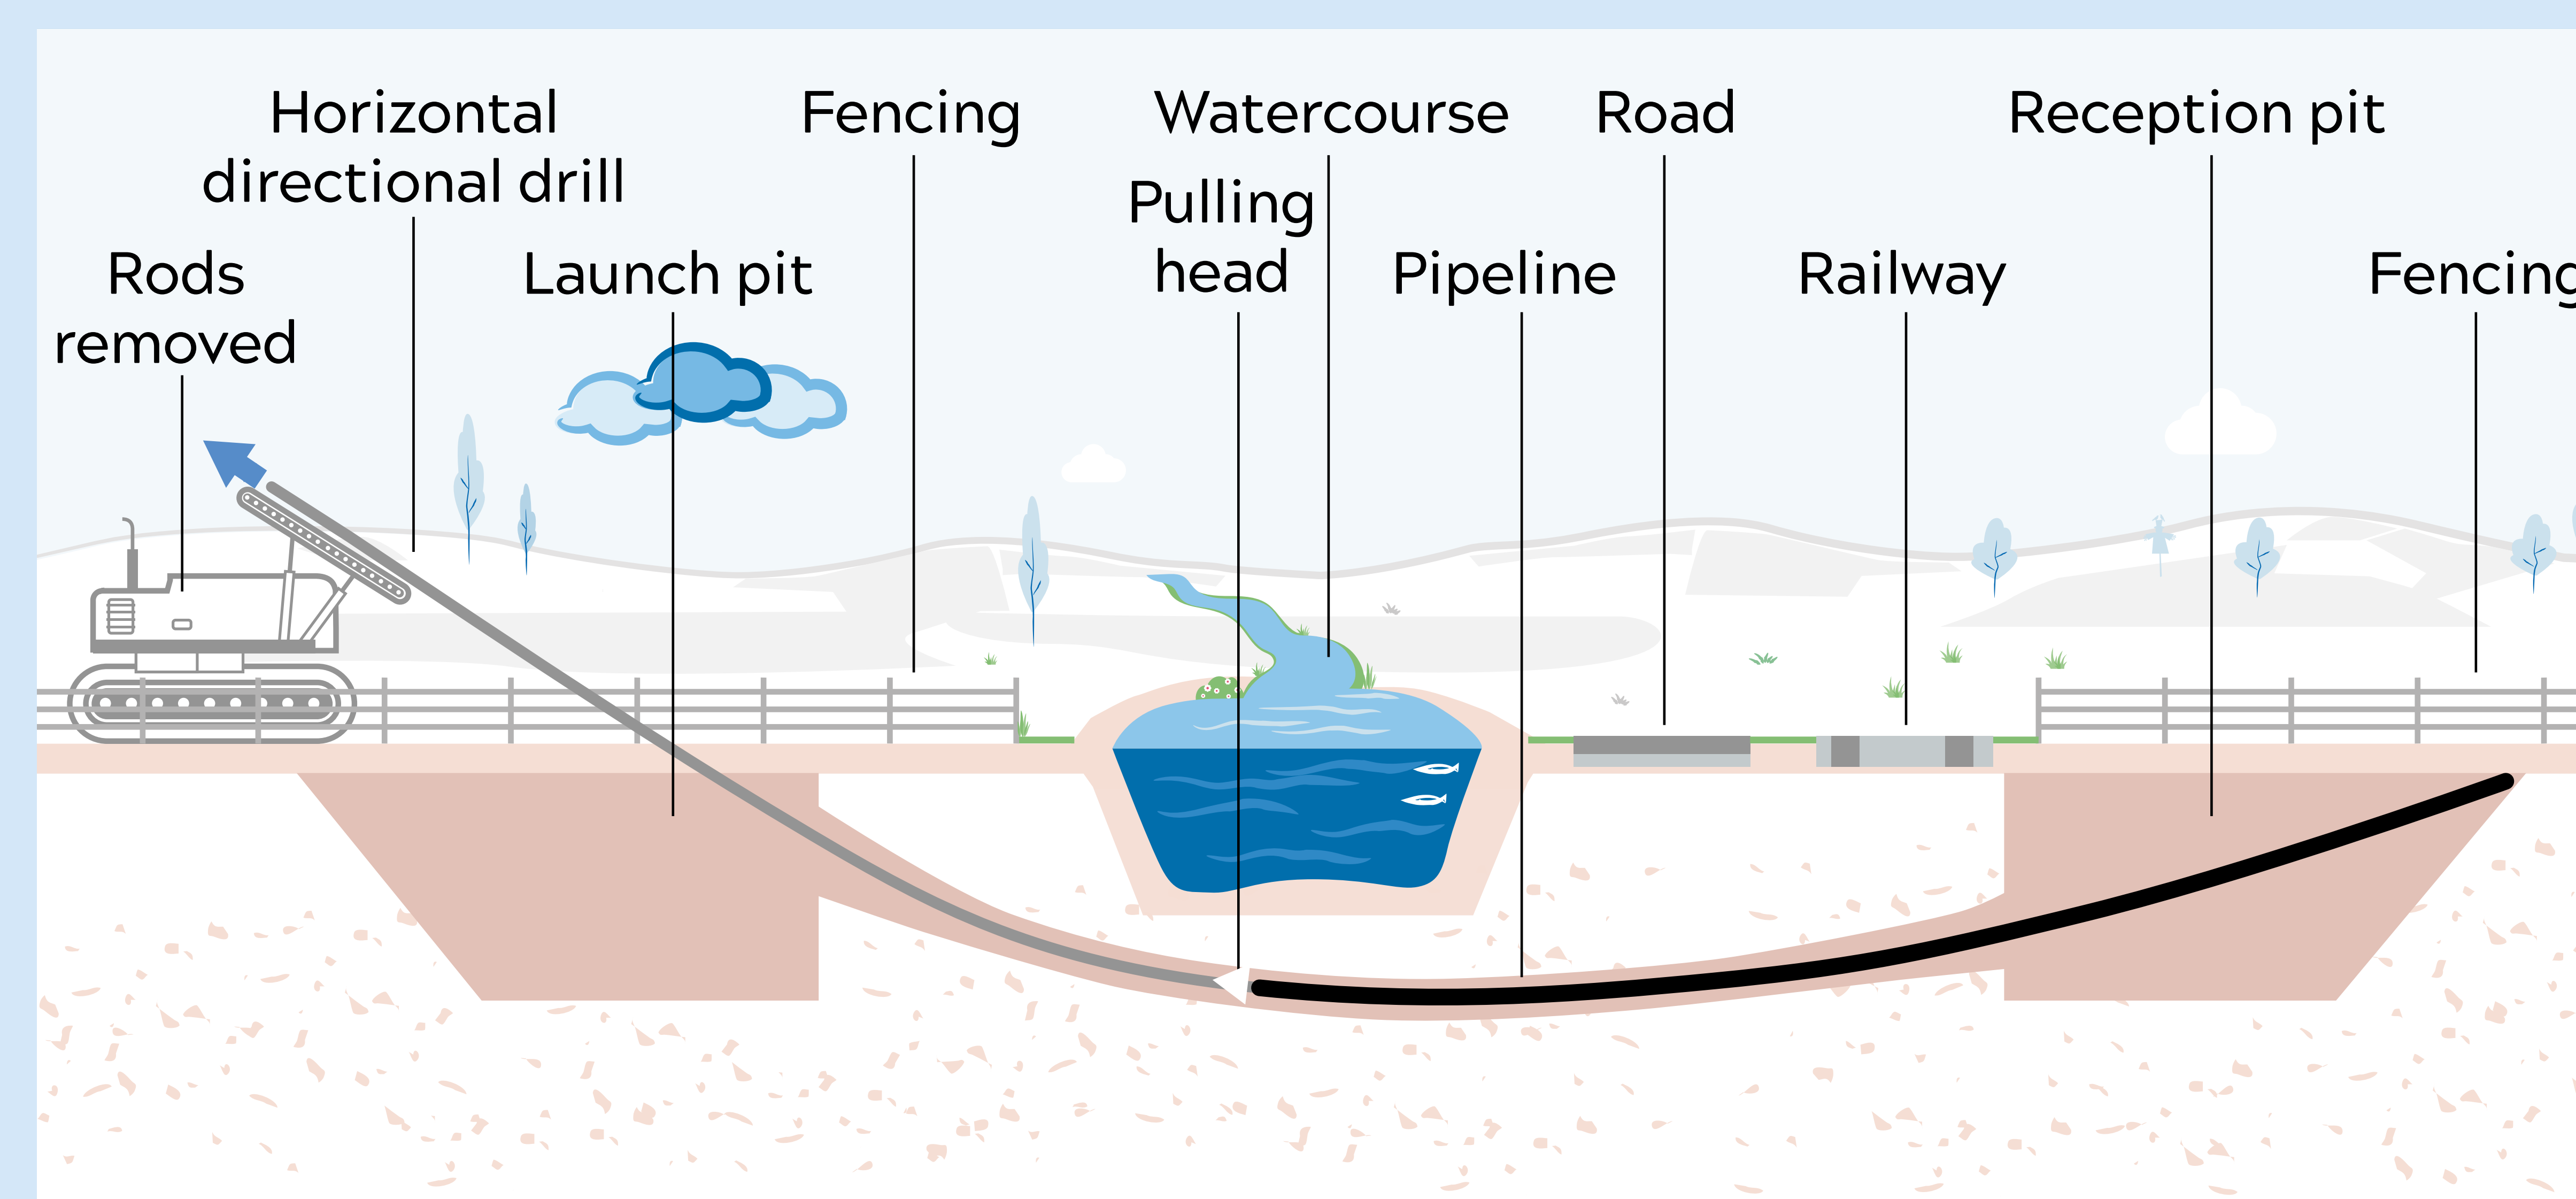 Horizontal
directional drill
Fencing
Watercourse
Road
Reception pit
Pulling
head
Rods
removed
Launch pit
Pipeline
Railway
Fencing